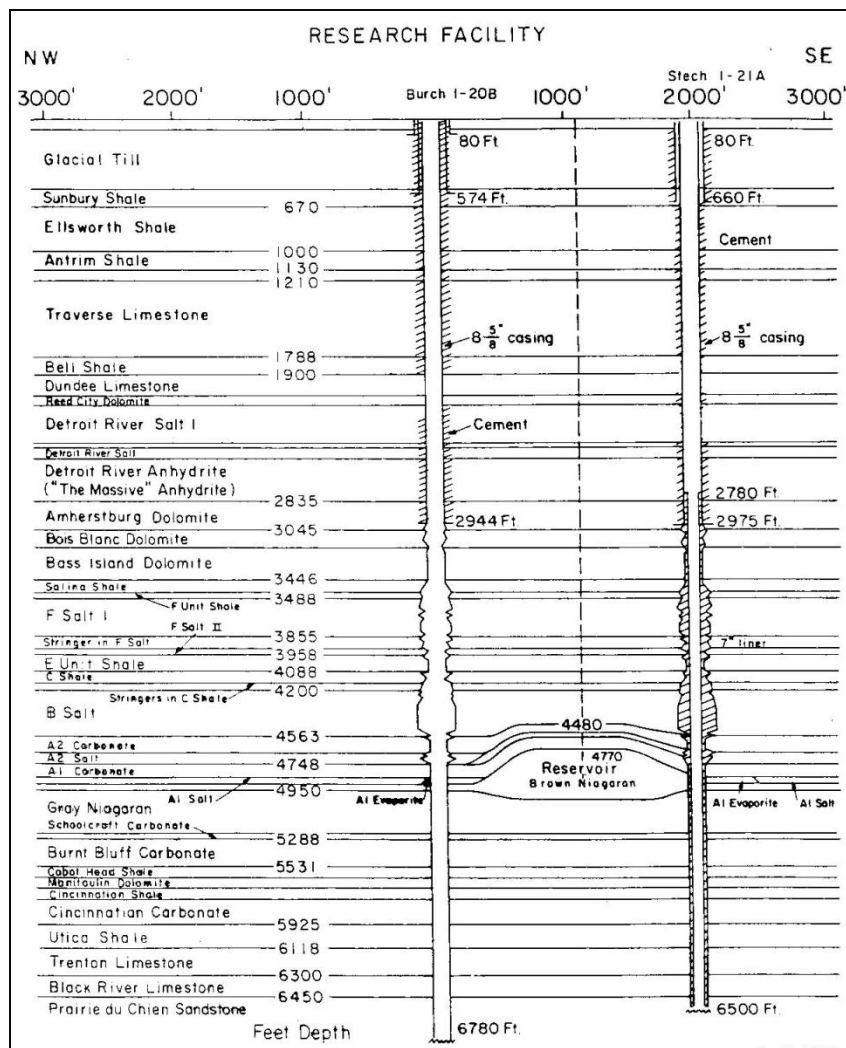 RESEARCH FACILITY
NW SE
Stech 1-21A
3000' 2000' 1000' Burch 1-20B 1000' 2000' 3000'
80 Ft. 80 Ft.
Glacial Till
Sunbury Shale 574 Ft. 660 Ft.
670
Ellsworth Shale
Cement
1000
Antrim Shale
1130
1210
Traverse Limestone
8 5/8" casing 8 5/8" casing
1788
Bell Shale
1900
Dundee Limestone
Reed City Dolomite
Detroit River Salt I Cement
Detroit River Salt
Detroit River Anhydrite
("The Massive" Anhydrite) 2780 Ft.
2835
Amherstburg Dolomite 2944 Ft. 2975 Ft.
3045
Bois Blanc Dolomite
Bass Island Dolomite
3446
Salina Shale
3488
F Unit Shale
F Salt I
F Salt II
3855
Stringer in F Salt 7" liner
3958
E Unit Shale
4088
C Shale
4200
Stringers in C Shale
B Salt
4563 4480
A2 Carbonate
A2 Salt 4748 4770
A1 Carbonate Reservoir
Brown Niagaran
4950
A1 Salt A1 Evaporite A1 Evaporite A1 Salt
Gray Niagaran
Schoolcraft Carbonate
5288
Burnt Bluff Carbonate
5531
Cabot Head Shale
Manitoulin Dolomite
Cincinnatian Shale
Cincinnatian Carbonate
5925
Utica Shale
6118
Trenton Limestone
6300
Black River Limestone
6450
Prairie du Chien Sandstone 6500 Ft.
Feet Depth 6780 Ft.